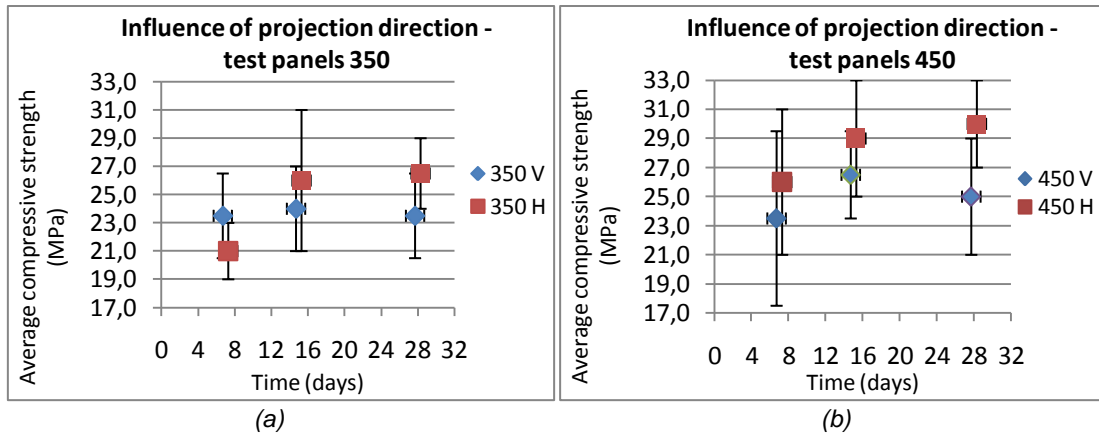 Influence of projection direction -
test panels 350
Average compressive strength
(MPa)
33,0
31,0
29,0
27,0
25,0
23,0
21,0
19,0
17,0
0 4 8 12 16 20 24 28 32
Time (days)
350 V
350 H
(a)
Influence of projection direction -
test panels 450
Average compressive strength
(MPa)
33,0
31,0
29,0
27,0
25,0
23,0
21,0
19,0
17,0
0 4 8 12 16 20 24 28 32
Time (days)
450 V
450 H
(b)